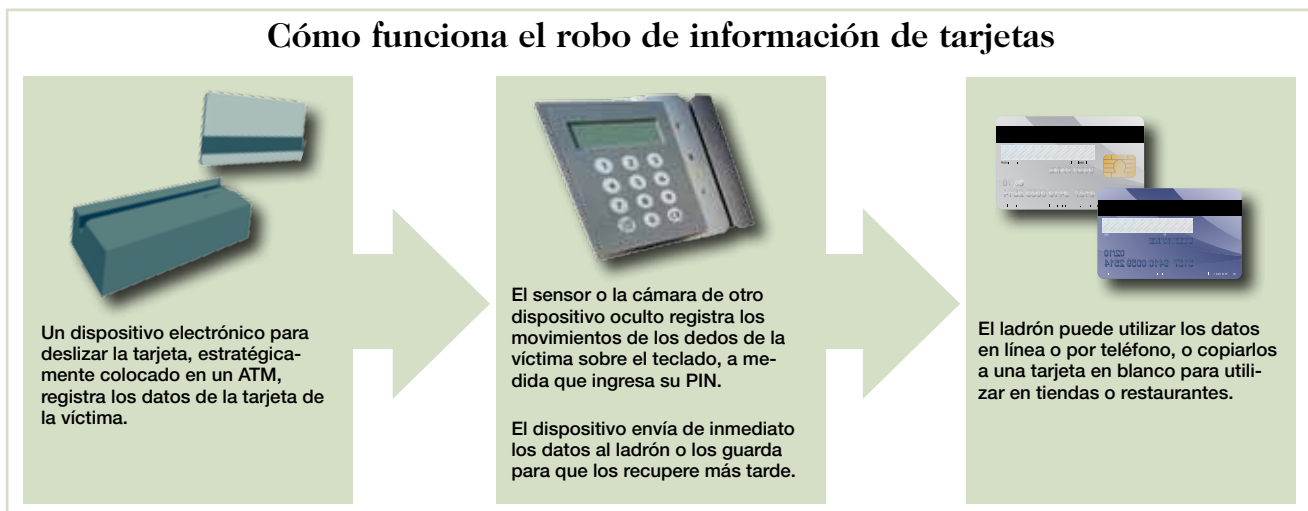 Cómo funciona el robo de información de tarjetas
Un dispositivo electrónico para
deslizar la tarjeta, estratégica-
mente colocado en un ATM,
registra los datos de la tarjeta de
la víctima.
El sensor o la cámara de otro
dispositivo oculto registra los
movimientos de los dedos de la
víctima sobre el teclado, a me-
dida que ingresa su PIN.
El dispositivo envía de inmediato
los datos al ladrón o los guarda
para que los recupere más tarde.
El ladrón puede utilizar los datos
en línea o por teléfono, o copiarlos
a una tarjeta en blanco para utili-
zar en tiendas o restaurantes.